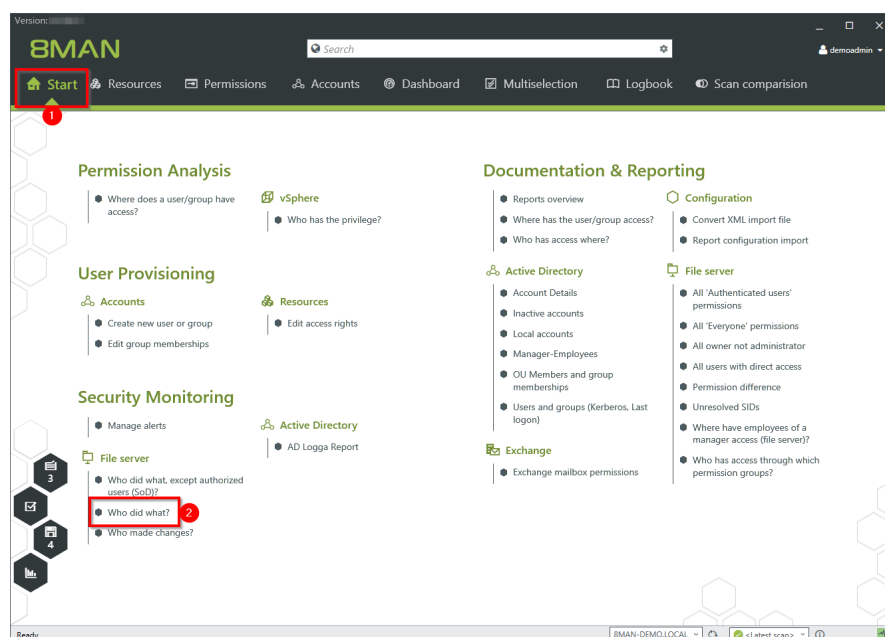 Version:
8MAN
Search
demoadmin
Start
Resources
Permissions
Accounts
Dashboard
Multiselection
Logbook
Scan comparision
1
Permission Analysis
Where does a user/group have
access?
vSphere
Who has the privilege?
User Provisioning
Accounts
Create new user or group
Edit group memberships
Resources
Edit access rights
Security Monitoring
Manage alerts
Active Directory
AD Logga Report
File server
Who did what, except authorized
users (SoD)?
Who did what?
2
Who made changes?
3
4
Documentation & Reporting
Reports overview
Where has the user/group access?
Who has access where?
Configuration
Convert XML import file
Report configuration import
Active Directory
Account Details
Inactive accounts
Local accounts
Manager-Employees
OU Members and group
memberships
Users and groups (Kerberos, Last
logon)
Exchange
Exchange mailbox permissions
File server
All 'Authenticated users'
permissions
All 'Everyone' permissions
All owner not administrator
All users with direct access
Permission difference
Unresolved SIDs
Where have employees of a
manager access (file server)?
Who has access through which
permission groups?
Ready
8MAN-DEMO.LOCAL
<Latest scan>